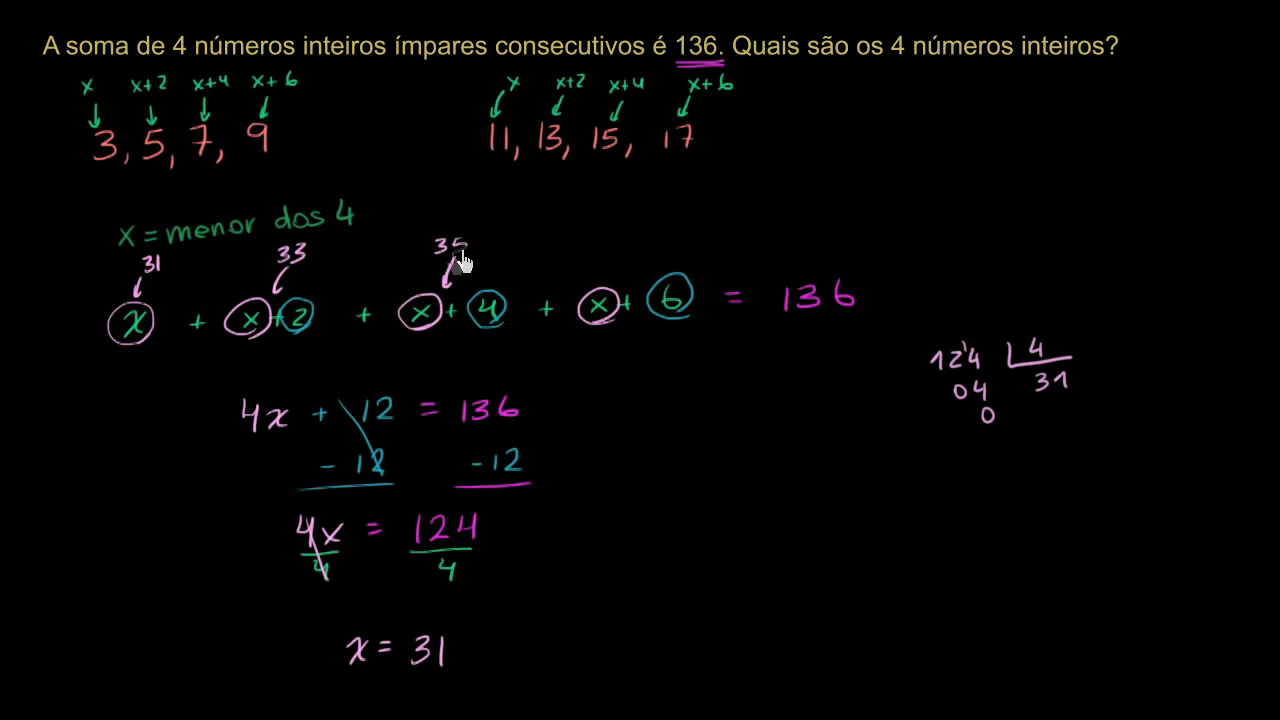 A soma de 4 números inteiros ímpares consecutivos é 136. Quais são os 4 números inteiros?
x x+2 x+4 x+6 x x+2 x+4 x+6
3, 5, 7, 9 11, 13, 15, 17
x = menor dos 4
31 33 35
x + x+2 + x+4 + x+6 = 136
124 4
04 31
0
4x + 12 = 136
- 12 -12
4x = 124
4 4
x = 31